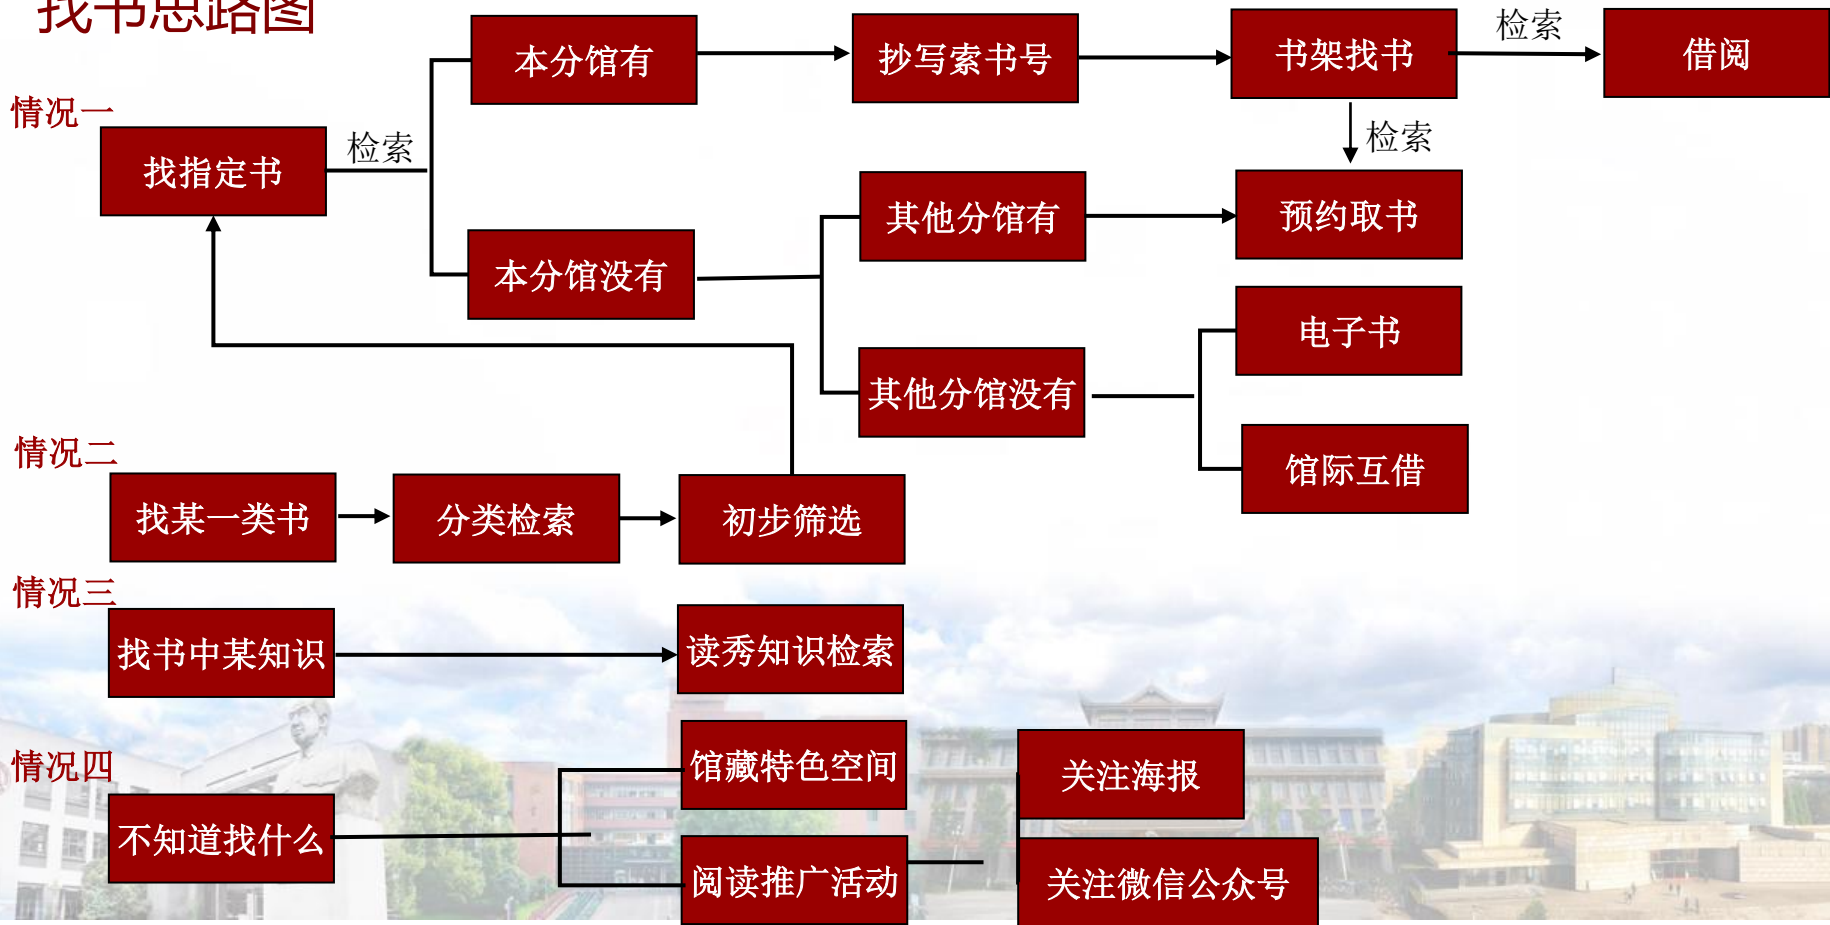 找书思路图
情况一
找指定书
检索
本分馆有
抄写索书号
书架找书
检索
借阅
检索
本分馆没有
其他分馆有
预约取书
其他分馆没有
电子书
馆际互借
情况二
找某一类书
分类检索
初步筛选
情况三
找书中某知识
读秀知识检索
情况四
不知道找什么
馆藏特色空间
阅读推广活动
关注海报
关注微信公众号